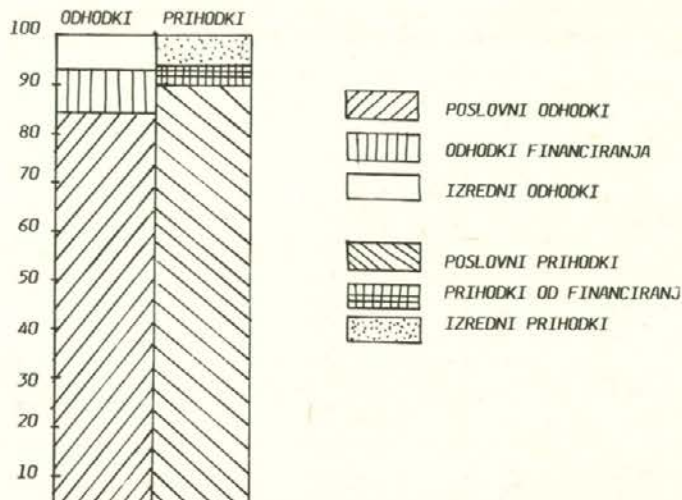 ODHODKI PRIHODKI
100
90
80
70
60
50
40
30
20
10
POSLOVNI ODHODKI
ODHODKI FINANCIRANJA
IZREDNI ODHODKI
POSLOVNI PRIHODKI
PRIHODKI OD FINANCIRANJ
IZREDNI PRIHODKI